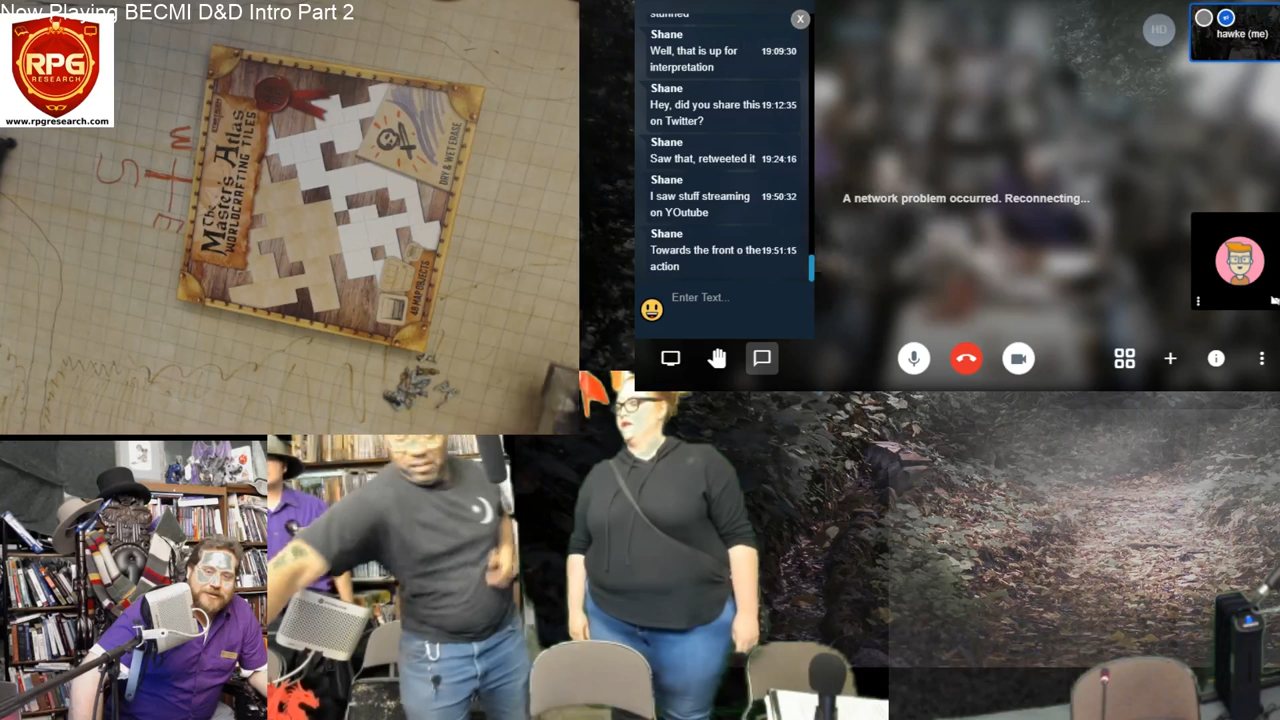 Now Playing BECMI D&D Intro Part 2
RPG
RESEARCH
www.rpgresearch.com
The
Master's Atlas
WORLDCRAFTING TILES
DRY & WET ERASE
48 MAP OBJECTS
stunned
Shane
Well, that is up for 19:09:30
interpretation
Shane
Hey, did you share this 19:12:35
on Twitter?
Shane
Saw that, retweeted it 19:24:16
Shane
I saw stuff streaming 19:50:32
on YOutube
Shane
Towards the front o the 19:51:15
action
Enter Text...
X
HD
hawke (me)
A network problem occurred. Reconnecting...